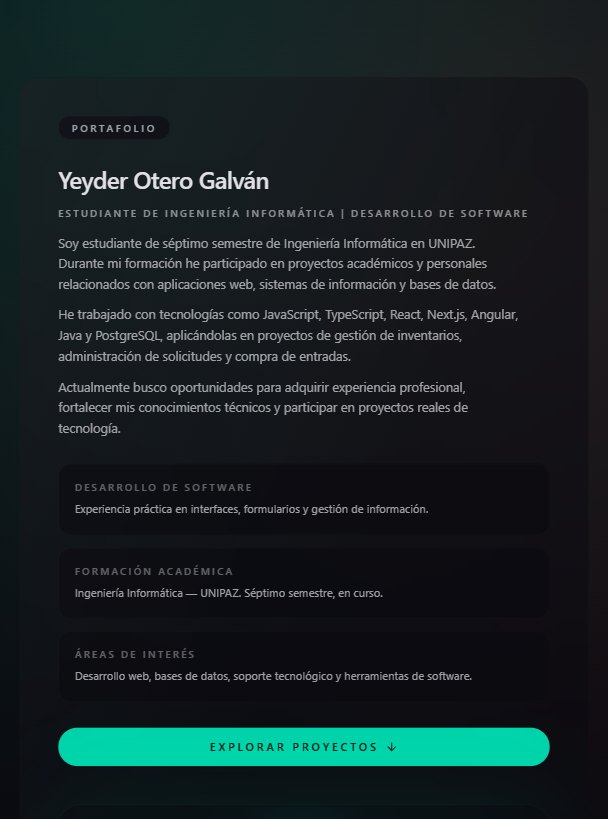 PORTAFOLIO
Yeyder Otero Galván
ESTUDIANTE DE INGENIERÍA INFORMÁTICA | DESARROLLO DE SOFTWARE
Soy estudiante de séptimo semestre de Ingeniería Informática en UNIPAZ.
Durante mi formación he participado en proyectos académicos y personales
relacionados con aplicaciones web, sistemas de información y bases de datos.
He trabajado con tecnologías como JavaScript, TypeScript, React, Next.js, Angular,
Java y PostgreSQL, aplicándolas en proyectos de gestión de inventarios,
administración de solicitudes y compra de entradas.
Actualmente busco oportunidades para adquirir experiencia profesional,
fortalecer mis conocimientos técnicos y participar en proyectos reales de
tecnología.
DESARROLLO DE SOFTWARE
Experiencia práctica en interfaces, formularios y gestión de información.
FORMACIÓN ACADÉMICA
Ingeniería Informática — UNIPAZ. Séptimo semestre, en curso.
ÁREAS DE INTERÉS
Desarrollo web, bases de datos, soporte tecnológico y herramientas de software.
EXPLORAR PROYECTOS ↓